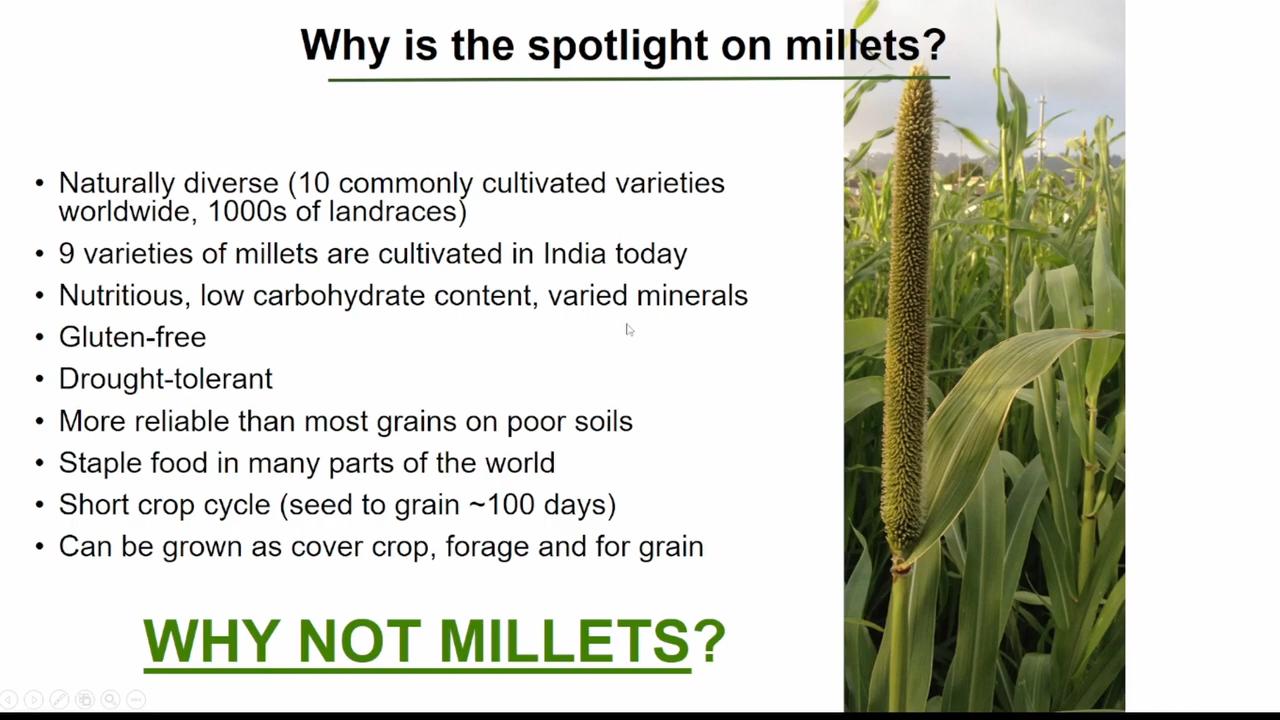 Why is the spotlight on millets?
• Naturally diverse (10 commonly cultivated varieties
worldwide, 1000s of landraces)
• 9 varieties of millets are cultivated in India today
• Nutritious, low carbohydrate content, varied minerals
• Gluten-free
• Drought-tolerant
• More reliable than most grains on poor soils
• Staple food in many parts of the world
• Short crop cycle (seed to grain ~100 days)
• Can be grown as cover crop, forage and for grain
WHY NOT MILLETS?